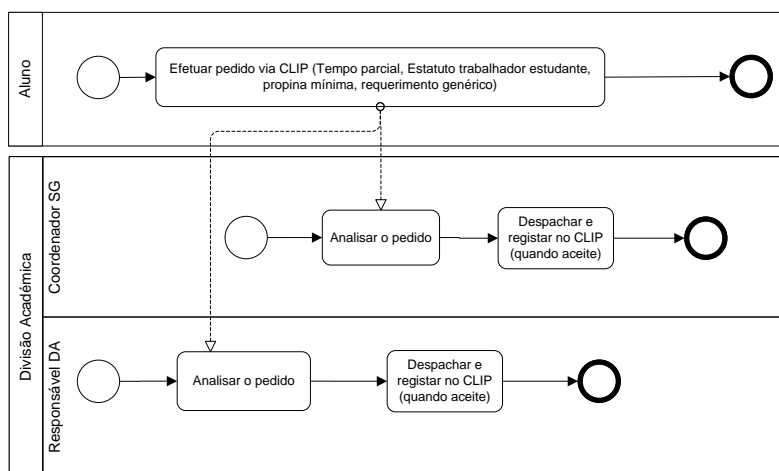 Aluno
Efetuar pedido via CLIP (Tempo parcial, Estatuto trabalhador estudante,
propina mínima, requerimento genérico)
Divisão Académica
Coordenador SG
Analisar o pedido
Despachar e
registar no CLIP
(quando aceite)
Responsável DA
Analisar o pedido
Despachar e
registar no CLIP
(quando aceite)